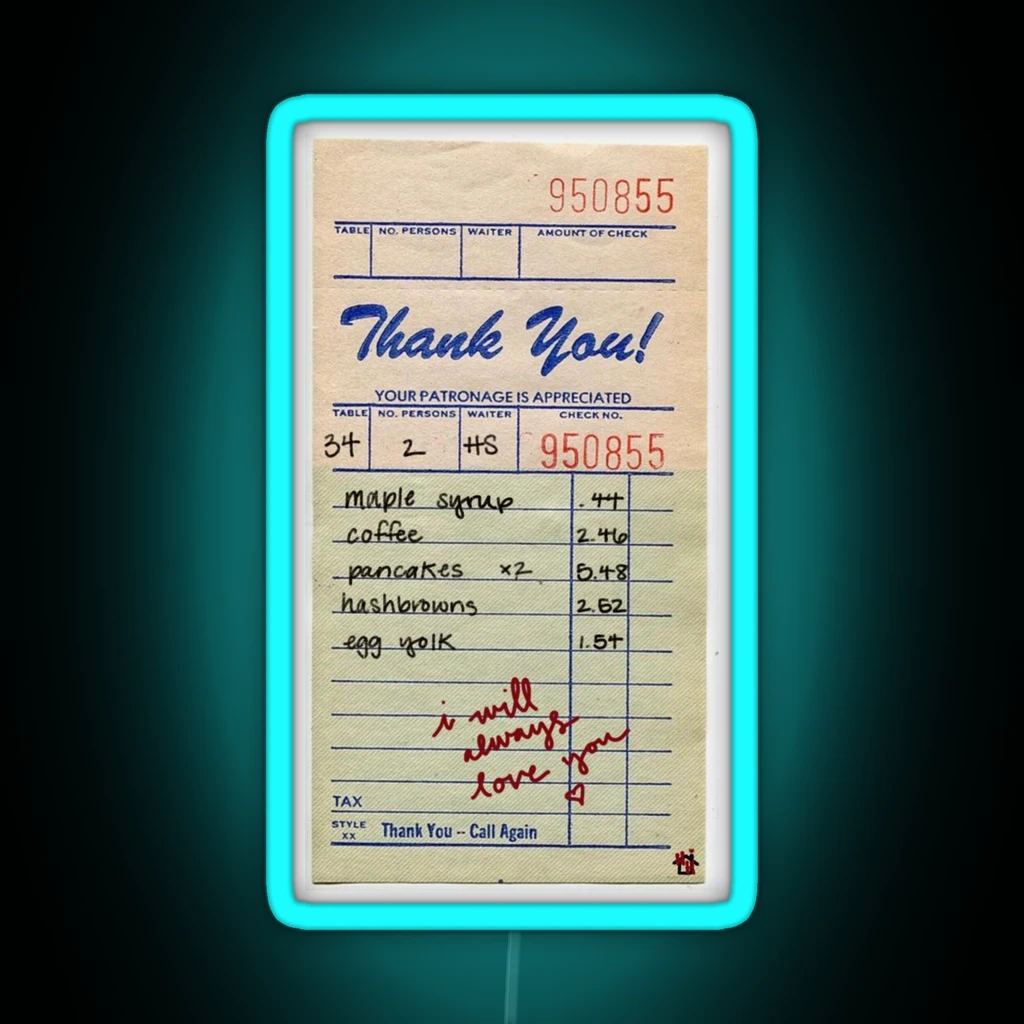 950855
TABLE NO. PERSONS WAITER AMOUNT OF CHECK
Thank You!
YOUR PATRONAGE IS APPRECIATED
TABLE NO. PERSONS WAITER CHECK NO.
34 2 HS 950855
maple syrup .44
coffee 2.46
pancakes x2 5.48
hashbrowns 2.52
egg yolk 1.54
i will
always
love you
TAX
STYLE
XX Thank You -- Call Again